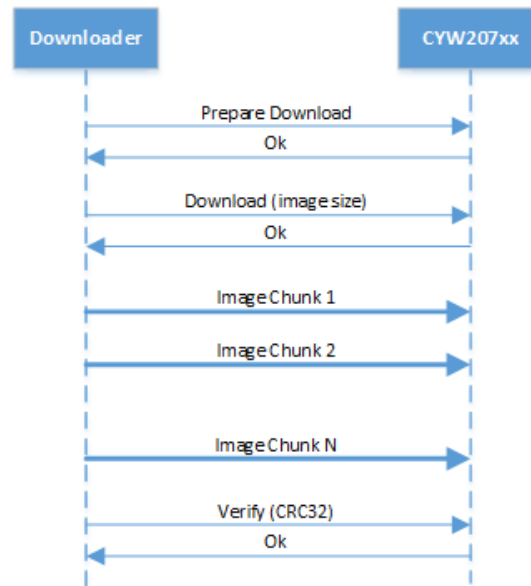 Downloader
CYW207xx
Prepare Download
Ok
Download (image size)
Ok
Image Chunk 1
Image Chunk 2
Image Chunk N
Verify (CRC32)
Ok